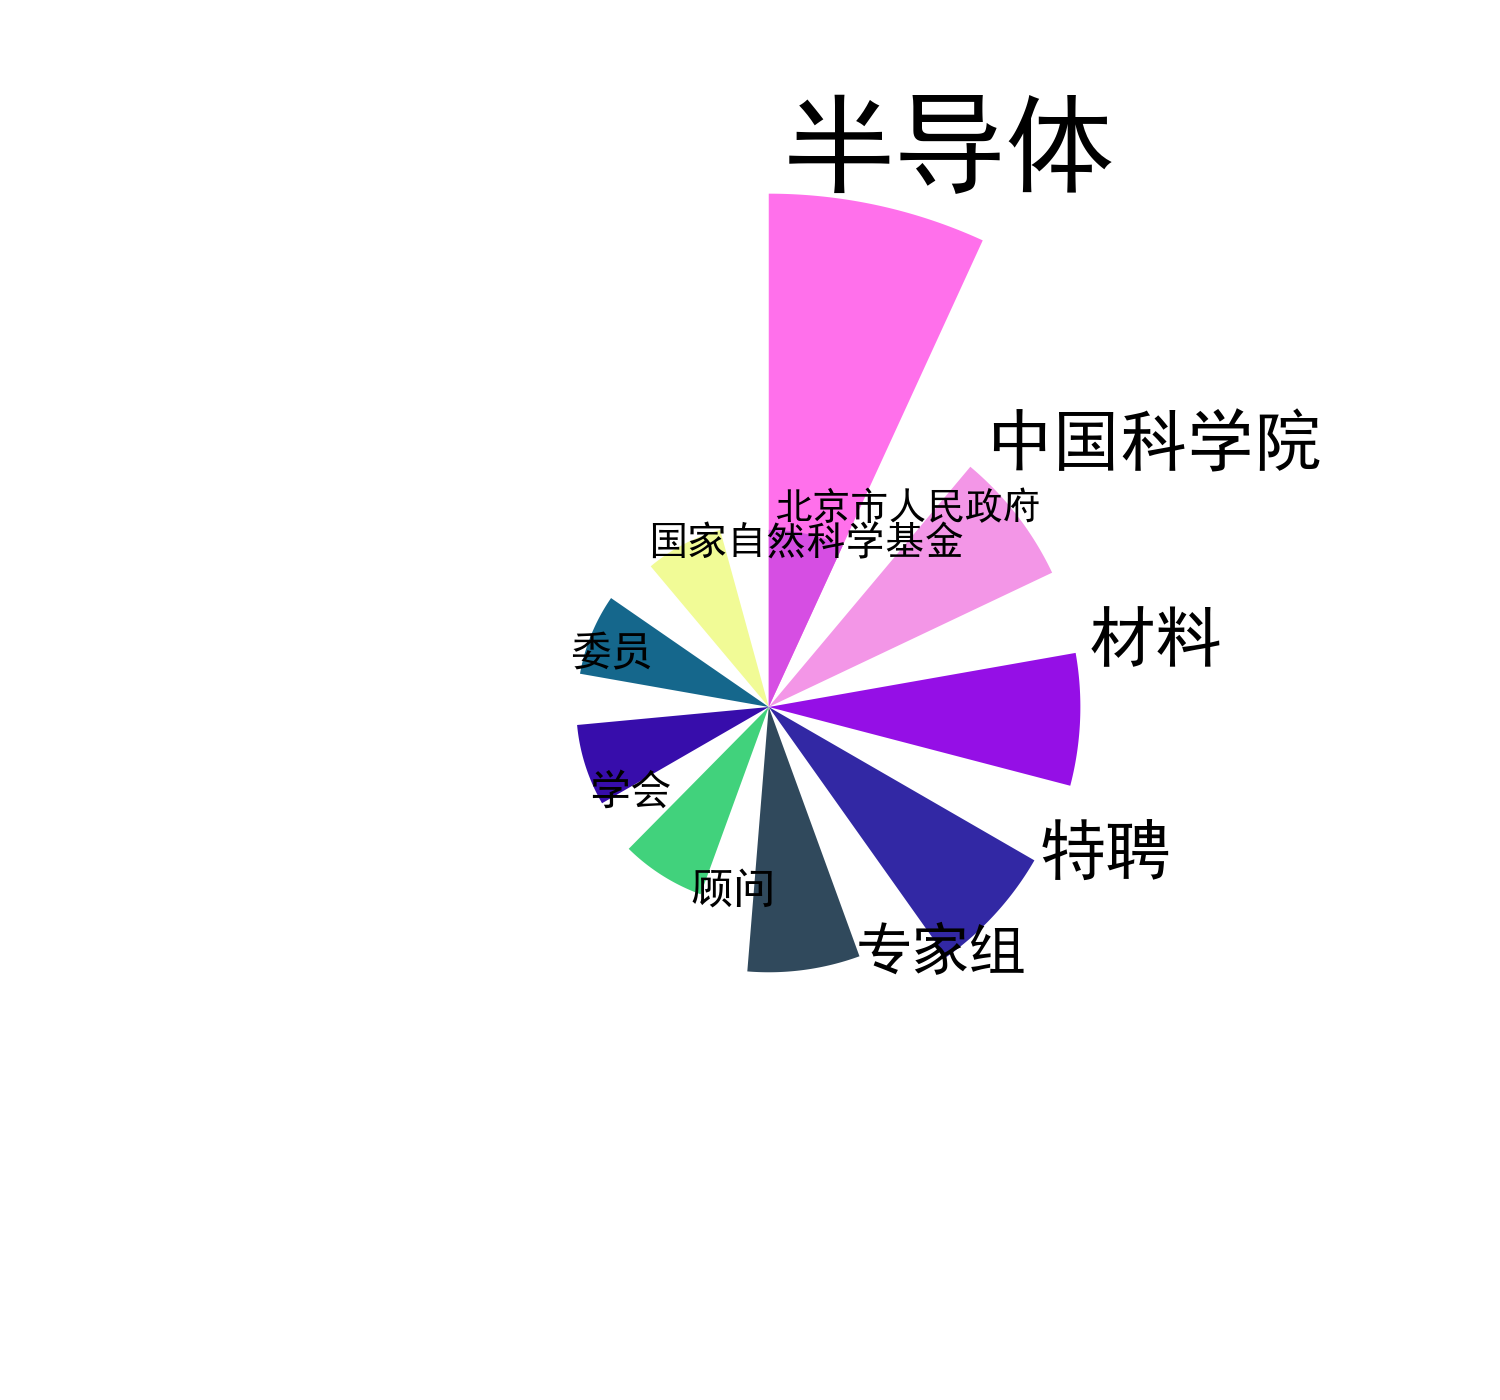 半导体
中国科学院
北京市人民政府
国家自然科学基金
材料
委员
学会
特聘
顾问
专家组